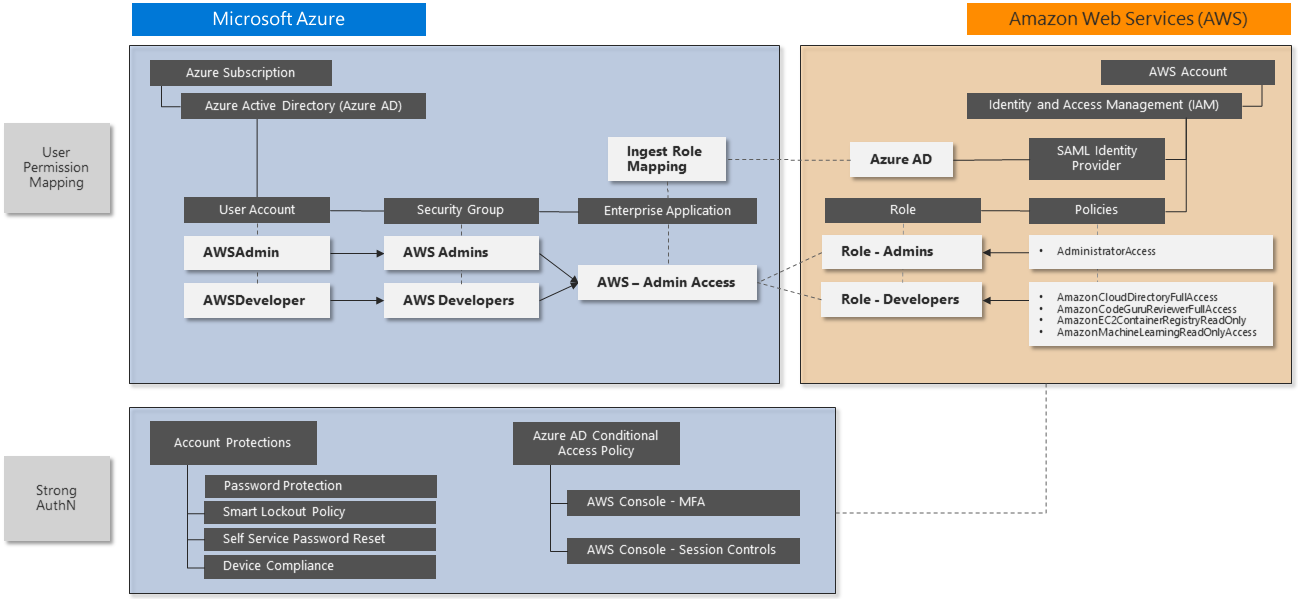 Microsoft Azure
Amazon Web Services (AWS)
Azure Subscription
Azure Active Directory (Azure AD)
AWS Account
Identity and Access Management (IAM)
User
Permission
Mapping
Ingest Role
Mapping
Azure AD
SAML Identity
Provider
User Account
Security Group
Enterprise Application
Role
Policies
AWSAdmin
AWS Admins
Role - Admins
• AdministratorAccess
AWS – Admin Access
AWSDeveloper
AWS Developers
Role - Developers
• AmazonCloudDirectoryFullAccess
• AmazonCodeGuruReviewerFullAccess
• AmazonEC2ContainerRegistryReadOnly
• AmazonMachineLearningReadOnlyAccess
Strong
AuthN
Account Protections
Password Protection
Smart Lockout Policy
Self Service Password Reset
Device Compliance
Azure AD Conditional
Access Policy
AWS Console - MFA
AWS Console - Session Controls